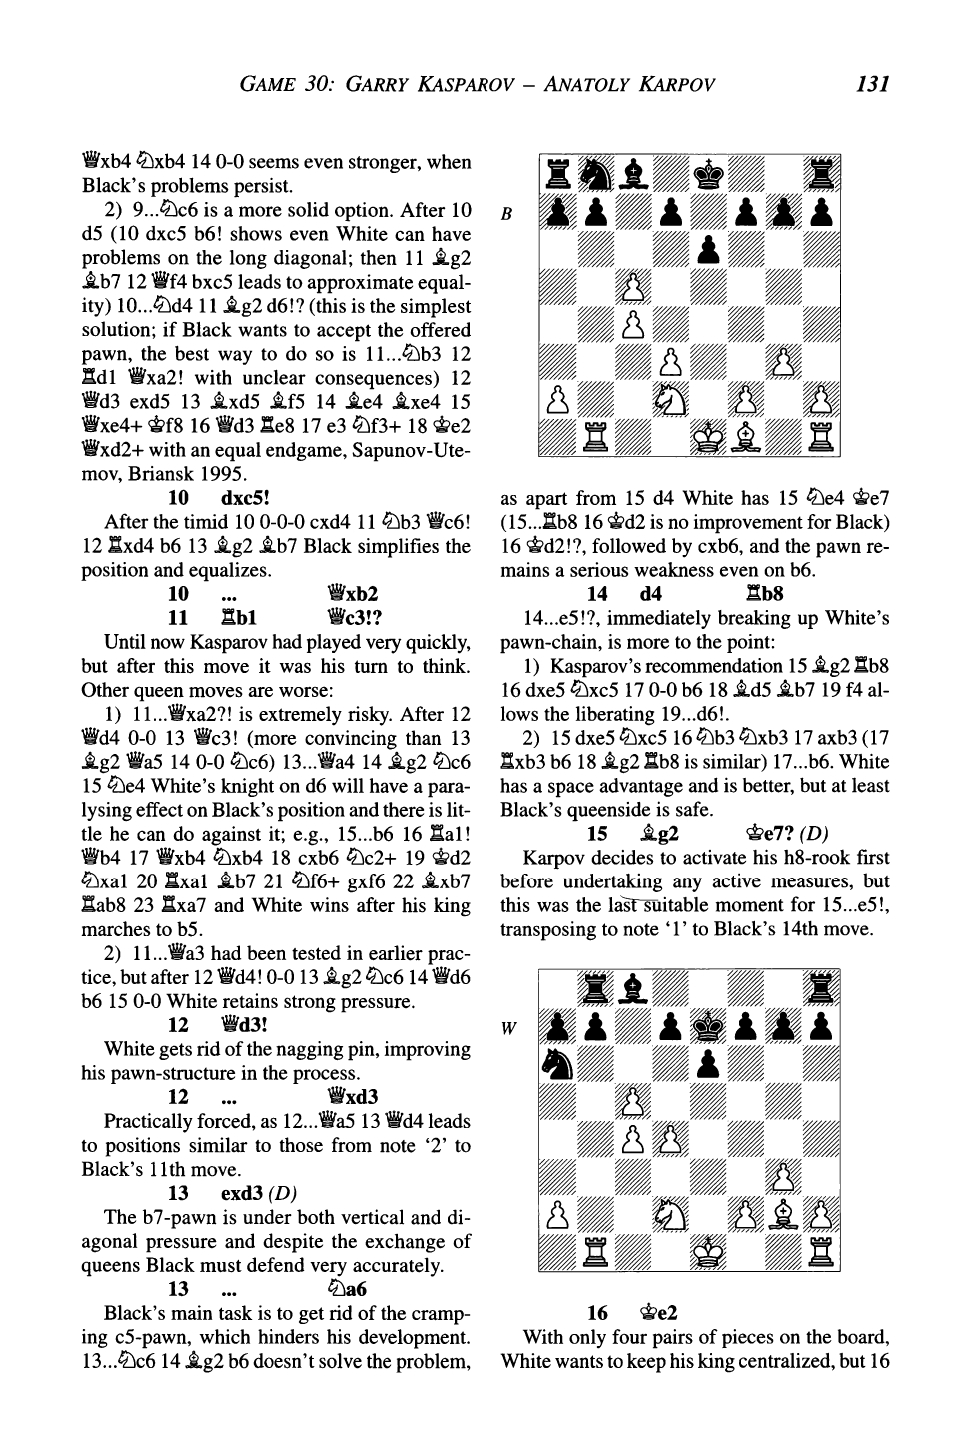 GAME 30: GARRY KASPAROV – ANATOLY KARPOV 131
♕xb4 ♘xb4 14 0-0 seems even stronger, when
Black's problems persist.
2) 9...♘c6 is a more solid option. After 10
d5 (10 dxc5 b6! shows even White can have
problems on the long diagonal; then 11 ♗g2
♗b7 12 ♕f4 bxc5 leads to approximate equal-
ity) 10...♘d4 11 ♗g2 d6!? (this is the simplest
solution; if Black wants to accept the offered
pawn, the best way to do so is 11...♘b3 12
♖d1 ♕xa2! with unclear consequences) 12
♕d3 exd5 13 ♗xd5 ♗f5 14 ♗e4 ♗xe4 15
♕xe4+ ♔f8 16 ♕d3 ♖e8 17 e3 ♘f3+ 18 ♔e2
♕xd2+ with an equal endgame, Sapunov-Ute-
mov, Briansk 1995.
10 dxc5!
After the timid 10 0-0-0 cxd4 11 ♘b3 ♕c6!
12 ♖xd4 b6 13 ♗g2 ♗b7 Black simplifies the
position and equalizes.
10 ... ♕xb2
11 ♖b1 ♕c3!?
Until now Kasparov had played very quickly,
but after this move it was his turn to think.
Other queen moves are worse:
1) 11...♕xa2?! is extremely risky. After 12
♕d4 0-0 13 ♕c3! (more convincing than 13
♗g2 ♕a5 14 0-0 ♘c6) 13...♕a4 14 ♗g2 ♘c6
15 ♘e4 White's knight on d6 will have a para-
lysing effect on Black's position and there is lit-
tle he can do against it; e.g., 15...b6 16 ♖a1!
♕b4 17 ♕xb4 ♘xb4 18 cxb6 ♘c2+ 19 ♔d2
♘xa1 20 ♖xa1 ♗b7 21 ♘f6+ gxf6 22 ♗xb7
♖ab8 23 ♖xa7 and White wins after his king
marches to b5.
2) 11...♕a3 had been tested in earlier prac-
tice, but after 12 ♕d4! 0-0 13 ♗g2 ♘c6 14 ♕d6
b6 15 0-0 White retains strong pressure.
12 ♕d3!
White gets rid of the nagging pin, improving
his pawn-structure in the process.
12 ... ♕xd3
Practically forced, as 12...♕a5 13 ♕d4 leads
to positions similar to those from note '2' to
Black's 11th move.
13 exd3 (D)
The b7-pawn is under both vertical and di-
agonal pressure and despite the exchange of
queens Black must defend very accurately.
13 ... ♘a6
Black's main task is to get rid of the cramp-
ing c5-pawn, which hinders his development.
13...♘c6 14 ♗g2 b6 doesn't solve the problem,
B
as apart from 15 d4 White has 15 ♘e4 ♔e7
(15...♖b8 16 ♔d2 is no improvement for Black)
16 ♔d2!?, followed by cxb6, and the pawn re-
mains a serious weakness even on b6.
14 d4 ♖b8
14...e5!?, immediately breaking up White's
pawn-chain, is more to the point:
1) Kasparov's recommendation 15 ♗g2 ♖b8
16 dxe5 ♘xc5 17 0-0 b6 18 ♗d5 ♗b7 19 f4 al-
lows the liberating 19...d6!.
2) 15 dxe5 ♘xc5 16 ♘b3 ♘xb3 17 axb3 (17
♖xb3 b6 18 ♗g2 ♖b8 is similar) 17...b6. White
has a space advantage and is better, but at least
Black's queenside is safe.
15 ♗g2 ♔e7? (D)
Karpov decides to activate his h8-rook first
before undertaking any active measures, but
this was the last suitable moment for 15...e5!,
transposing to note '1' to Black's 14th move.
W
16 ♔e2
With only four pairs of pieces on the board,
White wants to keep his king centralized, but 16